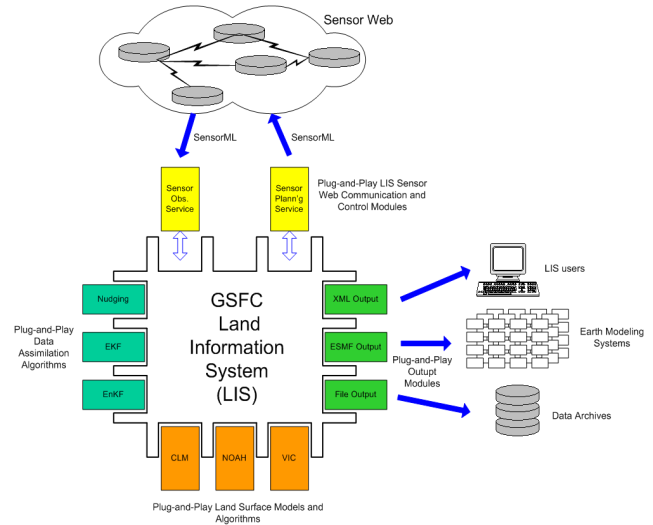 Sensor Web
SensorML
SensorML
Sensor
Obs.
Service
Sensor
Plann'g
Service
Plug-and-Play LIS Sensor
Web Communication and
Control Modules
GSFC
Land
Information
System
(LIS)
Nudging
EKF
EnKF
Plug-and-Play
Data
Assimilation
Algorithms
XML Output
ESMF Output
File Output
Plug-and-Play
Outupt
Modules
LIS users
Earth Modeling
Systems
Data Archives
CLM
NOAH
VIC
Plug-and-Play Land Surface Models and
Algorithms